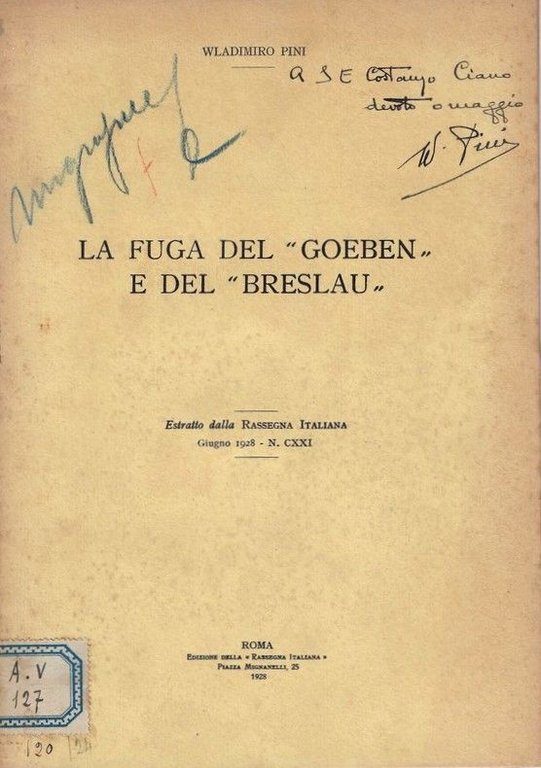 WLADIMIRO PINI
A S E Costanzo Ciano
devoto omaggio
W. Pini
LA FUGA DEL “GOEBEN„
E DEL “BRESLAU„
Estratto dalla RASSEGNA ITALIANA
Giugno 1928 - N. CXXI
ROMA
EDIZIONE DELLA « RASSEGNA ITALIANA »
PIAZZA MIGNANELLI, 25
1928
A.V
127
120